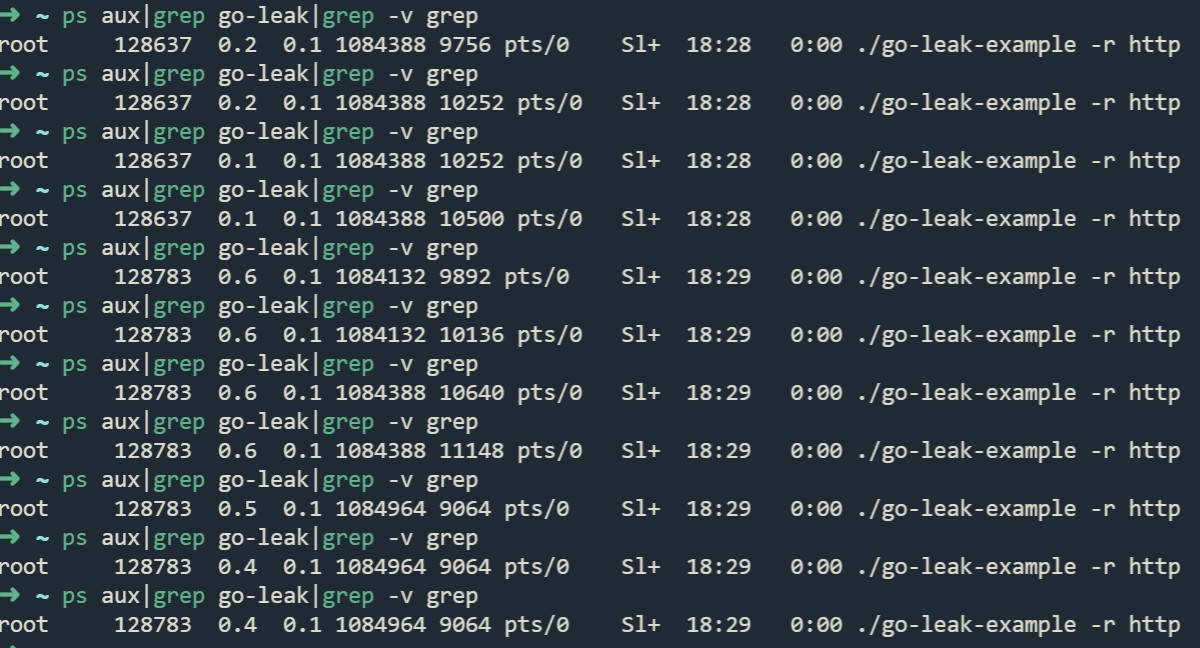 ➜ ~ ps aux|grep go-leak|grep -v grep
root 128637 0.2 0.1 1084388 9756 pts/0 Sl+ 18:28 0:00 ./go-leak-example -r http
➜ ~ ps aux|grep go-leak|grep -v grep
root 128637 0.2 0.1 1084388 10252 pts/0 Sl+ 18:28 0:00 ./go-leak-example -r http
➜ ~ ps aux|grep go-leak|grep -v grep
root 128637 0.1 0.1 1084388 10252 pts/0 Sl+ 18:28 0:00 ./go-leak-example -r http
➜ ~ ps aux|grep go-leak|grep -v grep
root 128637 0.1 0.1 1084388 10500 pts/0 Sl+ 18:28 0:00 ./go-leak-example -r http
➜ ~ ps aux|grep go-leak|grep -v grep
root 128783 0.6 0.1 1084132 9892 pts/0 Sl+ 18:29 0:00 ./go-leak-example -r http
➜ ~ ps aux|grep go-leak|grep -v grep
root 128783 0.6 0.1 1084132 10136 pts/0 Sl+ 18:29 0:00 ./go-leak-example -r http
➜ ~ ps aux|grep go-leak|grep -v grep
root 128783 0.6 0.1 1084388 10640 pts/0 Sl+ 18:29 0:00 ./go-leak-example -r http
➜ ~ ps aux|grep go-leak|grep -v grep
root 128783 0.6 0.1 1084388 11148 pts/0 Sl+ 18:29 0:00 ./go-leak-example -r http
➜ ~ ps aux|grep go-leak|grep -v grep
root 128783 0.5 0.1 1084964 9064 pts/0 Sl+ 18:29 0:00 ./go-leak-example -r http
➜ ~ ps aux|grep go-leak|grep -v grep
root 128783 0.4 0.1 1084964 9064 pts/0 Sl+ 18:29 0:00 ./go-leak-example -r http
➜ ~ ps aux|grep go-leak|grep -v grep
root 128783 0.4 0.1 1084964 9064 pts/0 Sl+ 18:29 0:00 ./go-leak-example -r http